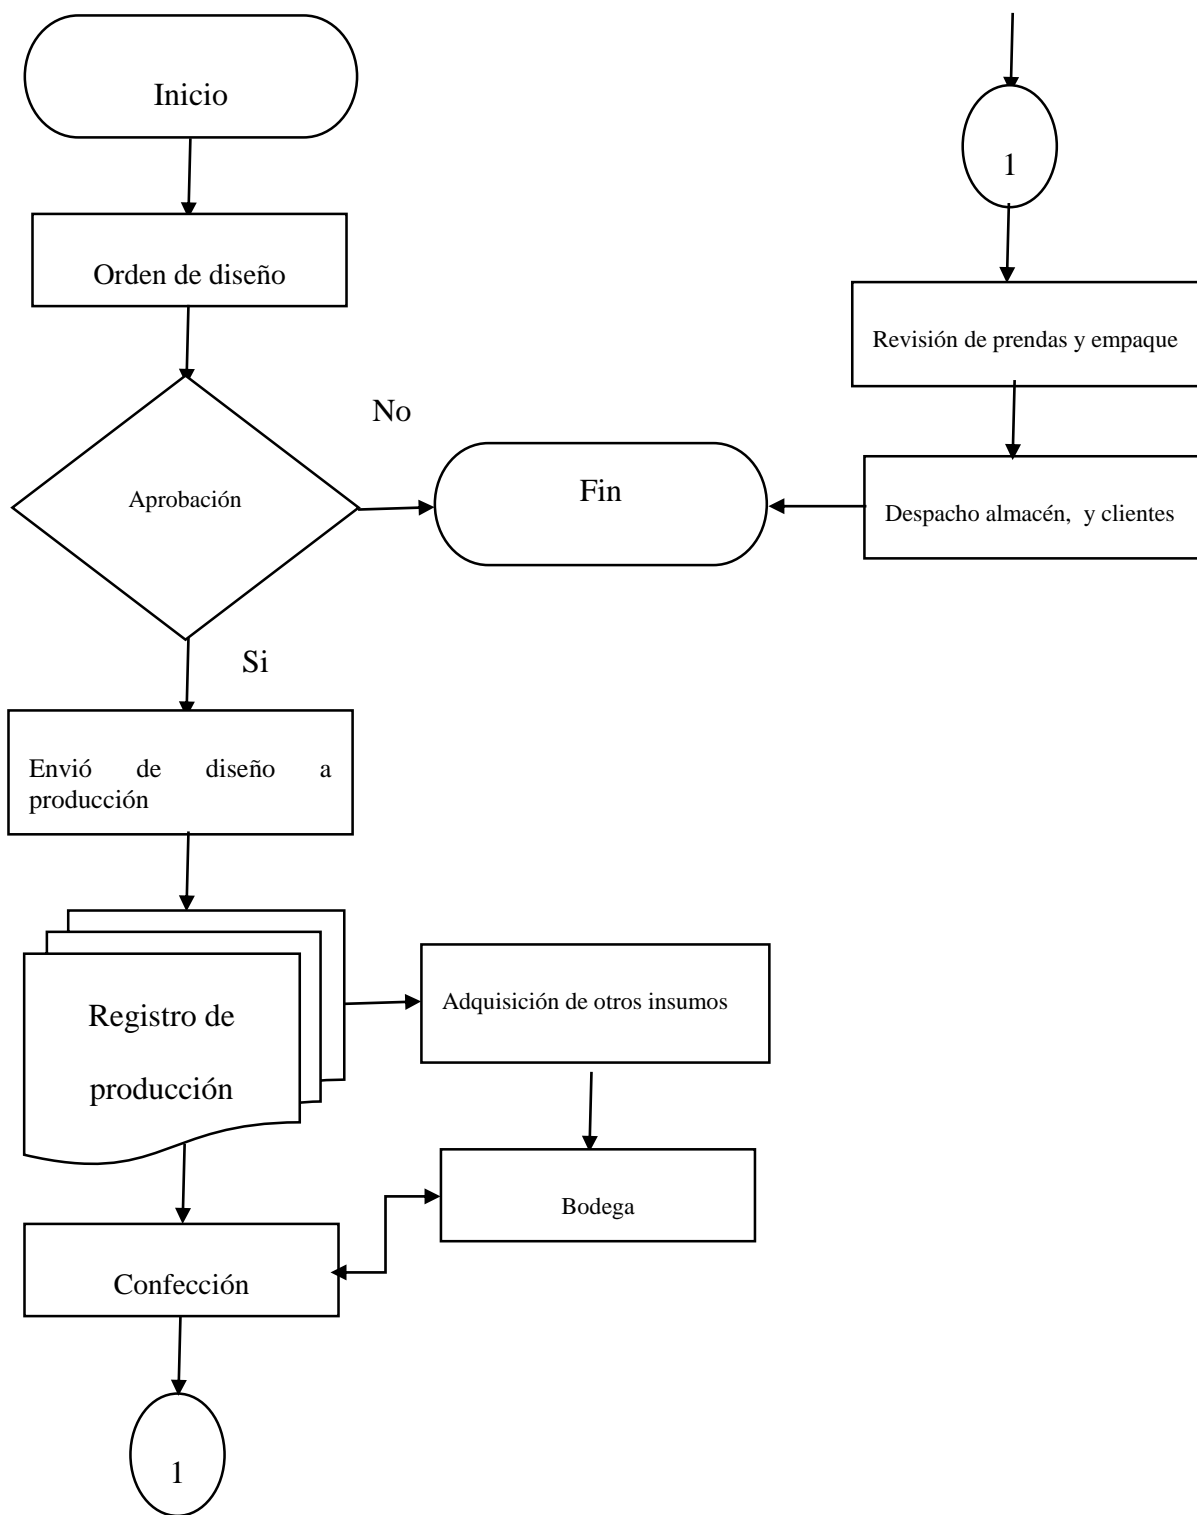 Inicio
Orden de diseño
Aprobación
No
Fin
Si
Envió de diseño a
producción
Registro de
producción
Adquisición de otros insumos
Bodega
Confección
1
1
Revisión de prendas y empaque
Despacho almacén, y clientes